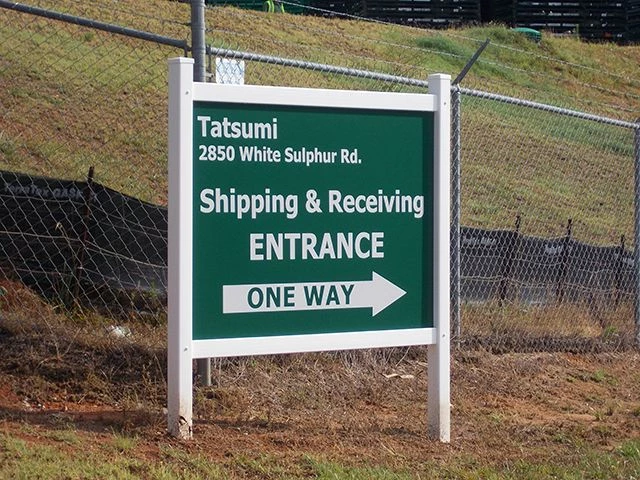 Tatsumi
2850 White Sulphur Rd.
Shipping & Receiving
ENTRANCE
ONE WAY